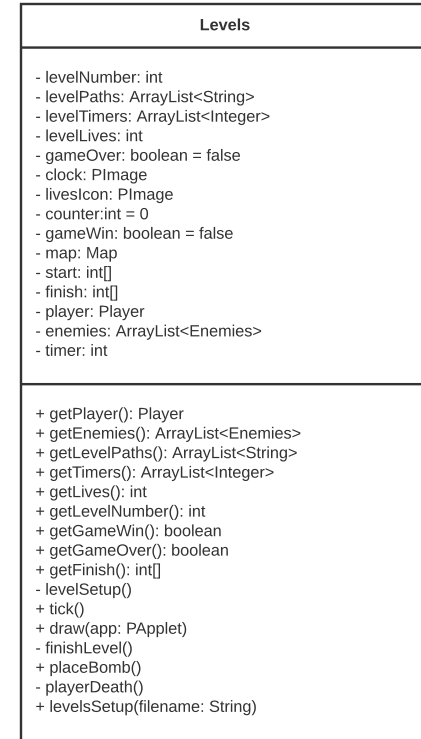 Levels
- levelNumber: int
- levelPaths: ArrayList<String>
- levelTimers: ArrayList<Integer>
- levelLives: int
- gameOver: boolean = false
- clock: PImage
- livesIcon: PImage
- counter:int = 0
- gameWin: boolean = false
- map: Map
- start: int[]
- finish: int[]
- player: Player
- enemies: ArrayList<Enemies>
- timer: int
+ getPlayer(): Player
+ getEnemies(): ArrayList<Enemies>
+ getLevelPaths(): ArrayList<String>
+ getTimers(): ArrayList<Integer>
+ getLives(): int
+ getLevelNumber(): int
+ getGameWin(): boolean
+ getGameOver(): boolean
+ getFinish(): int[]
- levelSetup()
+ tick()
+ draw(app: PApplet)
- finishLevel()
+ placeBomb()
- playerDeath()
+ levelsSetup(filename: String)